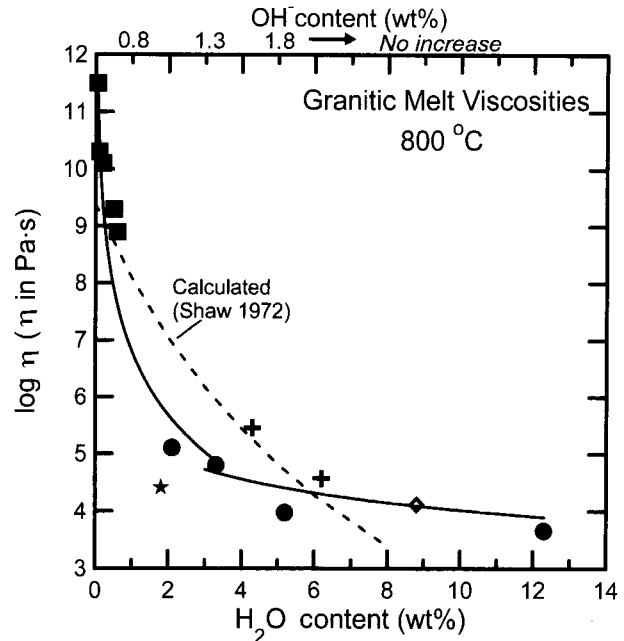 OH⁻content (wt%)
0.8 1.3 1.8 No increase
12
11
10
9
8
7
6
5
4
3
log η ( η in Pa·s)
Granitic Melt Viscosities
800 °C
Calculated
(Shaw 1972)
0 2 4 6 8 10 12 14
H₂O content (wt%)